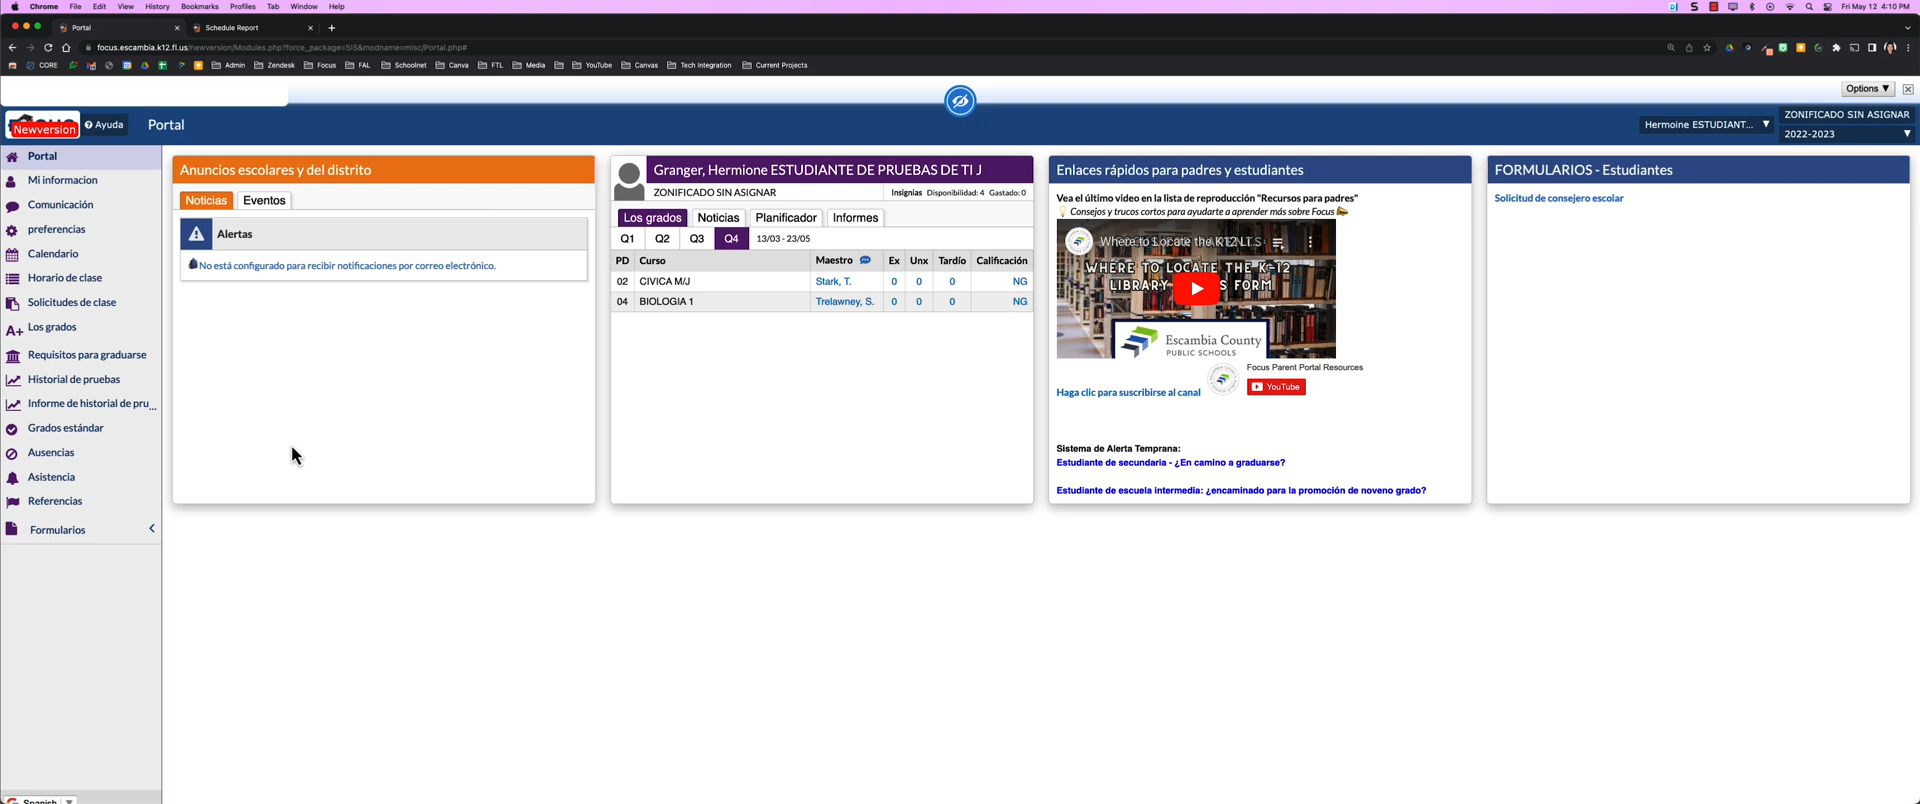 Chrome File Edit View History Bookmarks Profiles Tab Window Help
Fri May 12 4:10 PM
Portal
Schedule Report
focus.escambia.k12.fl.us/newversion/Modules.php?force_package=SIS&modname=misc/Portal.php#
CORE Admin Zendesk Focus FAL Schoolnet Canva FTL Media YouTube Canvas Tech Integration Current Projects
Options ▼
Newversion
Ayuda
Portal
Hermoine ESTUDIANT... ▼
ZONIFICADO SIN ASIGNAR
2022-2023 ▼
Portal
Mi informacion
Comunicación
preferencias
Calendario
Horario de clase
Solicitudes de clase
A+ Los grados
Requisitos para graduarse
Historial de pruebas
Informe de historial de pru...
Grados estándar
Ausencias
Asistencia
Referencias
Formularios
Spanish ▼
Anuncios escolares y del distrito
Noticias Eventos
Alertas
No está configurado para recibir notificaciones por correo electrónico.
Granger, Hermione ESTUDIANTE DE PRUEBAS DE TI J
ZONIFICADO SIN ASIGNAR
Insignias Disponibilidad: 4 Gastado: 0
Los grados Noticias Planificador Informes
Q1 Q2 Q3 Q4 13/03 - 23/05
PD Curso Maestro Ex Unx Tardío Calificación
02 CIVICA M/J Stark, T. 0 0 0 NG
04 BIOLOGIA 1 Trelawney, S. 0 0 0 NG
Enlaces rápidos para padres y estudiantes
Vea el último video en la lista de reproducción "Recursos para padres"
Consejos y trucos cortos para ayudarte a aprender más sobre Focus
Where to Locate the K12 L
WHERE TO LOCATE THE K-12
LIBRARY S FORM
Escambia County
PUBLIC SCHOOLS
Focus Parent Portal Resources
YouTube
Haga clic para suscribirse al canal
Sistema de Alerta Temprana:
Estudiante de secundaria - ¿En camino a graduarse?
Estudiante de escuela intermedia: ¿encaminado para la promoción de noveno grado?
FORMULARIOS - Estudiantes
Solicitud de consejero escolar